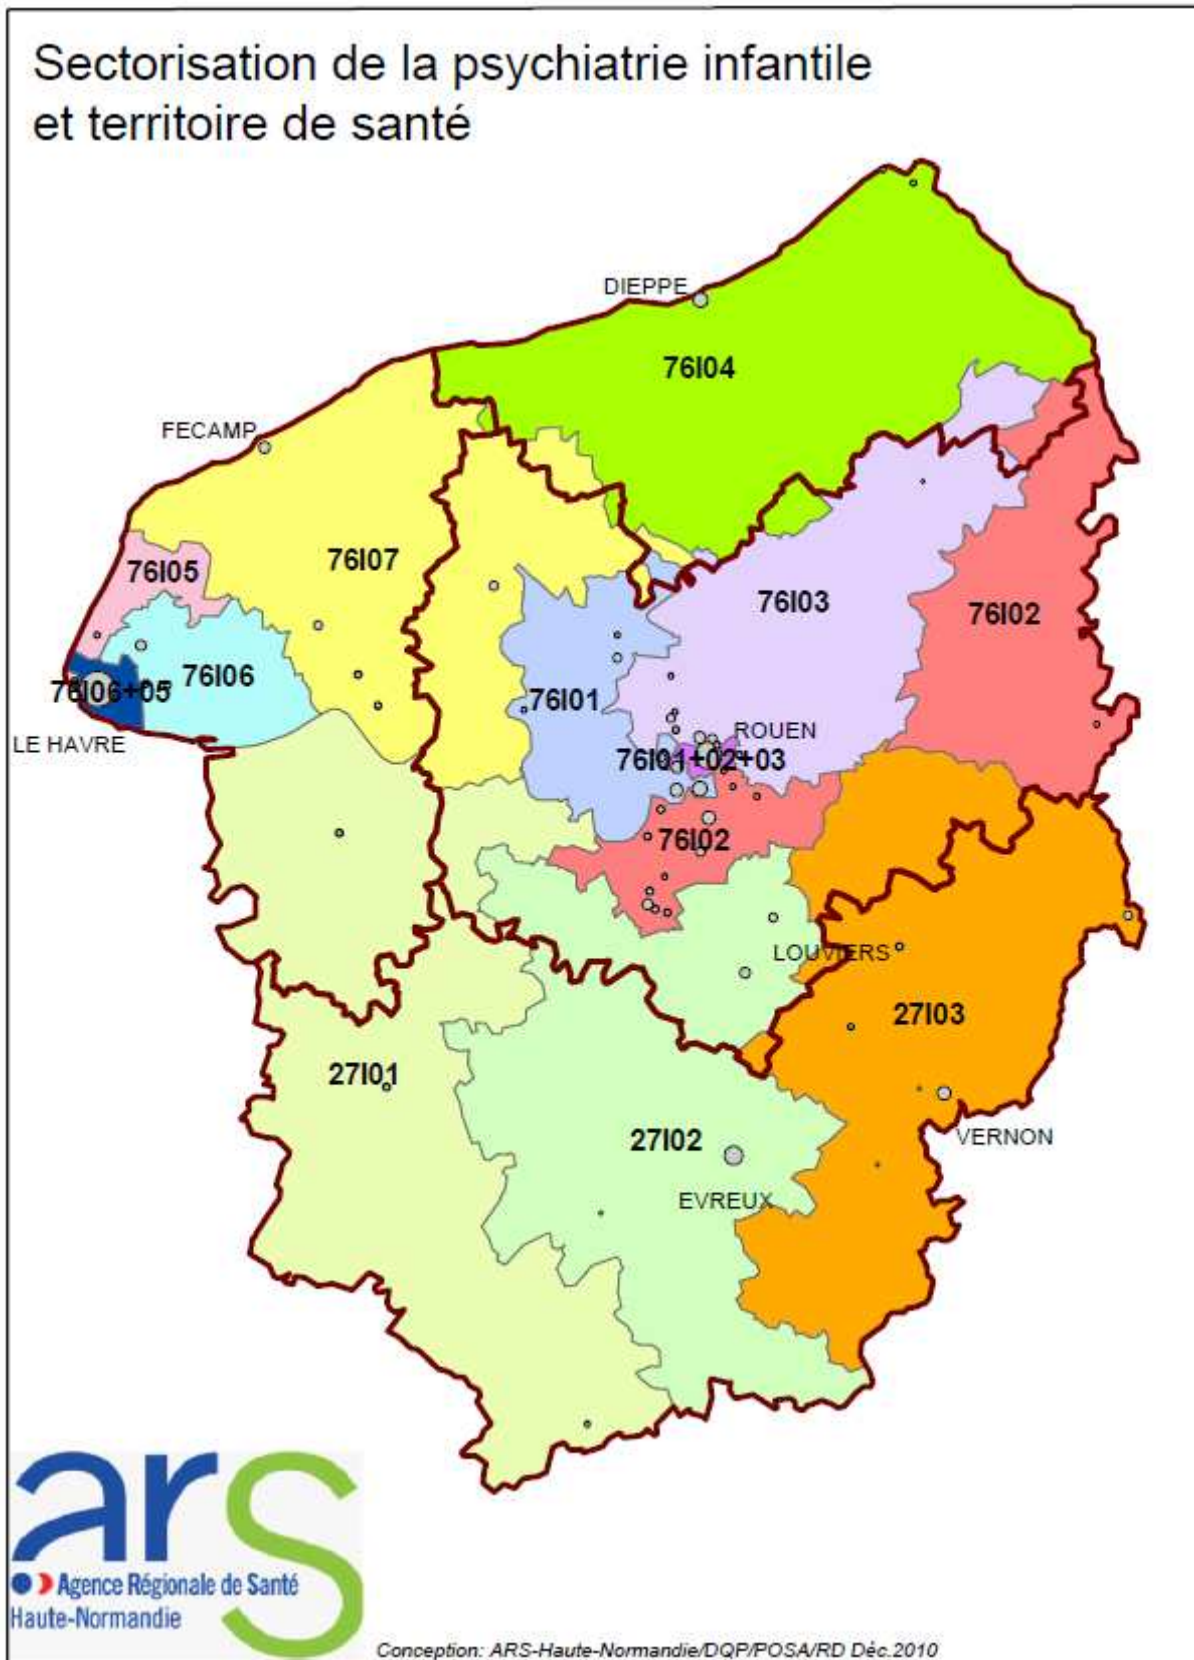 Sectorisation de la psychiatrie infantile
et territoire de santé
DIEPPE
76I04
FECAMP
76I07
76I05
76I03
76I02
76I06
76I01
76I06+05
ROUEN
LE HAVRE
76I01+02+03
76I02
LOUVIERS
27I03
27I01
27I02
VERNON
EVREUX
ars
Agence Régionale de Santé
Haute-Normandie
Conception: ARS-Haute-Normandie/DQP/POSA/RD Déc.2010